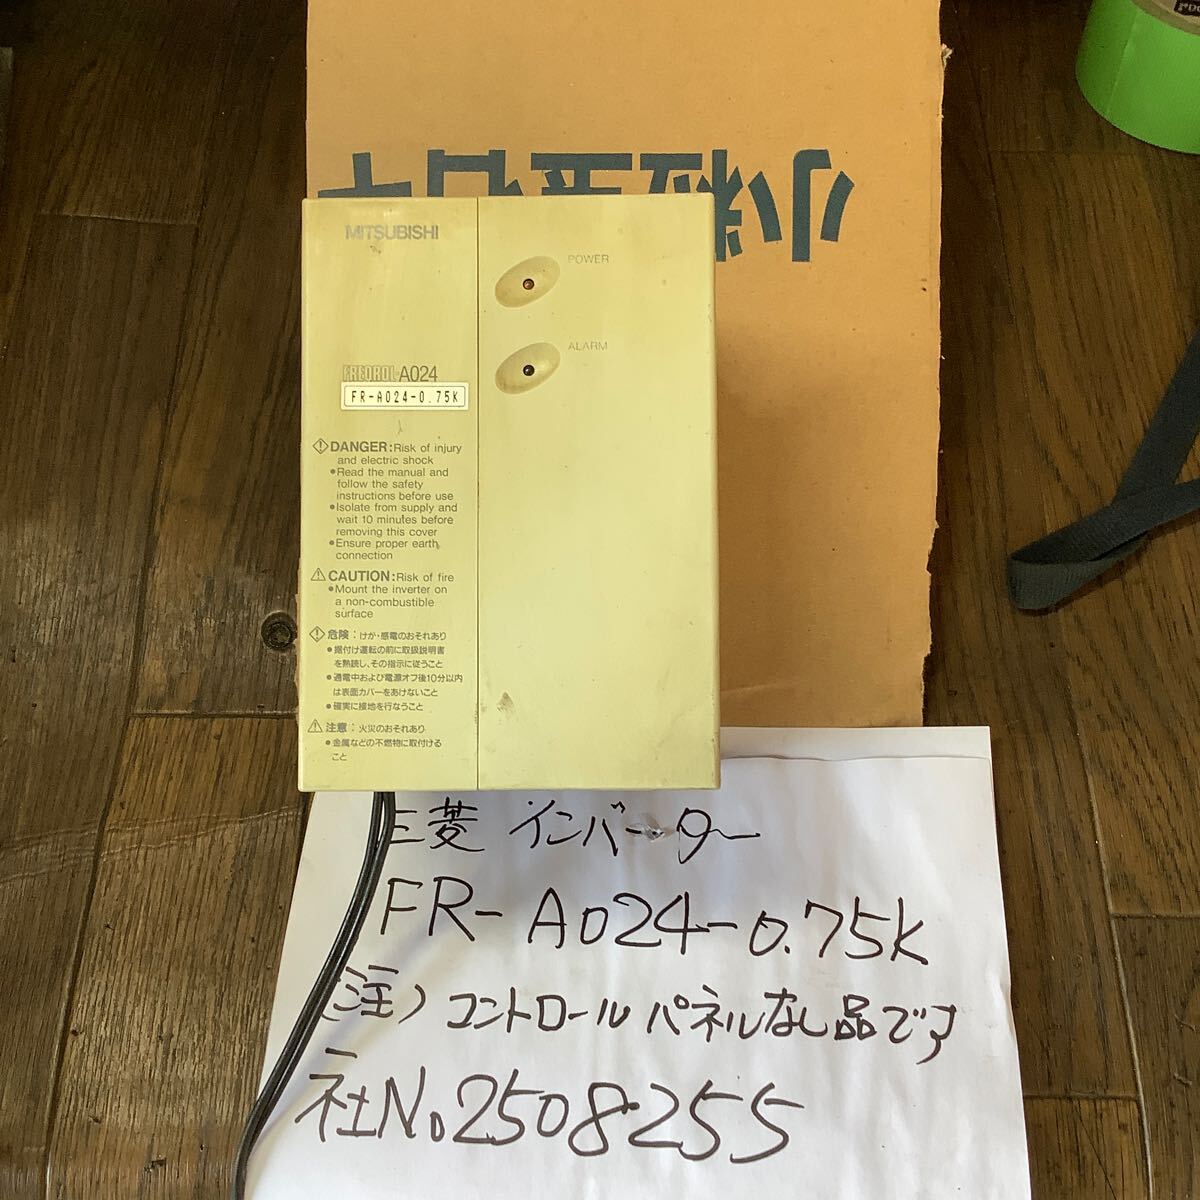 MITSUBISHI
POWER
ALARM
FREQROL-A024
FR-A024-0.75K
DANGER:Risk of injury
and electric shock
●Read the manual and
follow the safety
instructions before use
●Isolate from supply and
wait 10 minutes before
removing this cover
●Ensure proper earth
connection
CAUTION:Risk of fire
●Mount the inverter on
a non-combustible
surface
危険：けが・感電のおそれあり
●据付け運転の前に取扱説明書
を熟読し、その指示に従うこと
●通電中および電源オフ後10分以内
は表面カバーをあけないこと
●確実に接地を行なうこと
注意：火災のおそれあり
●金属などの不燃物に取付ける
こと
三菱 インバーター
FR-A024-0.75K
(注) コントロールパネルなし品です
社No.2508-255